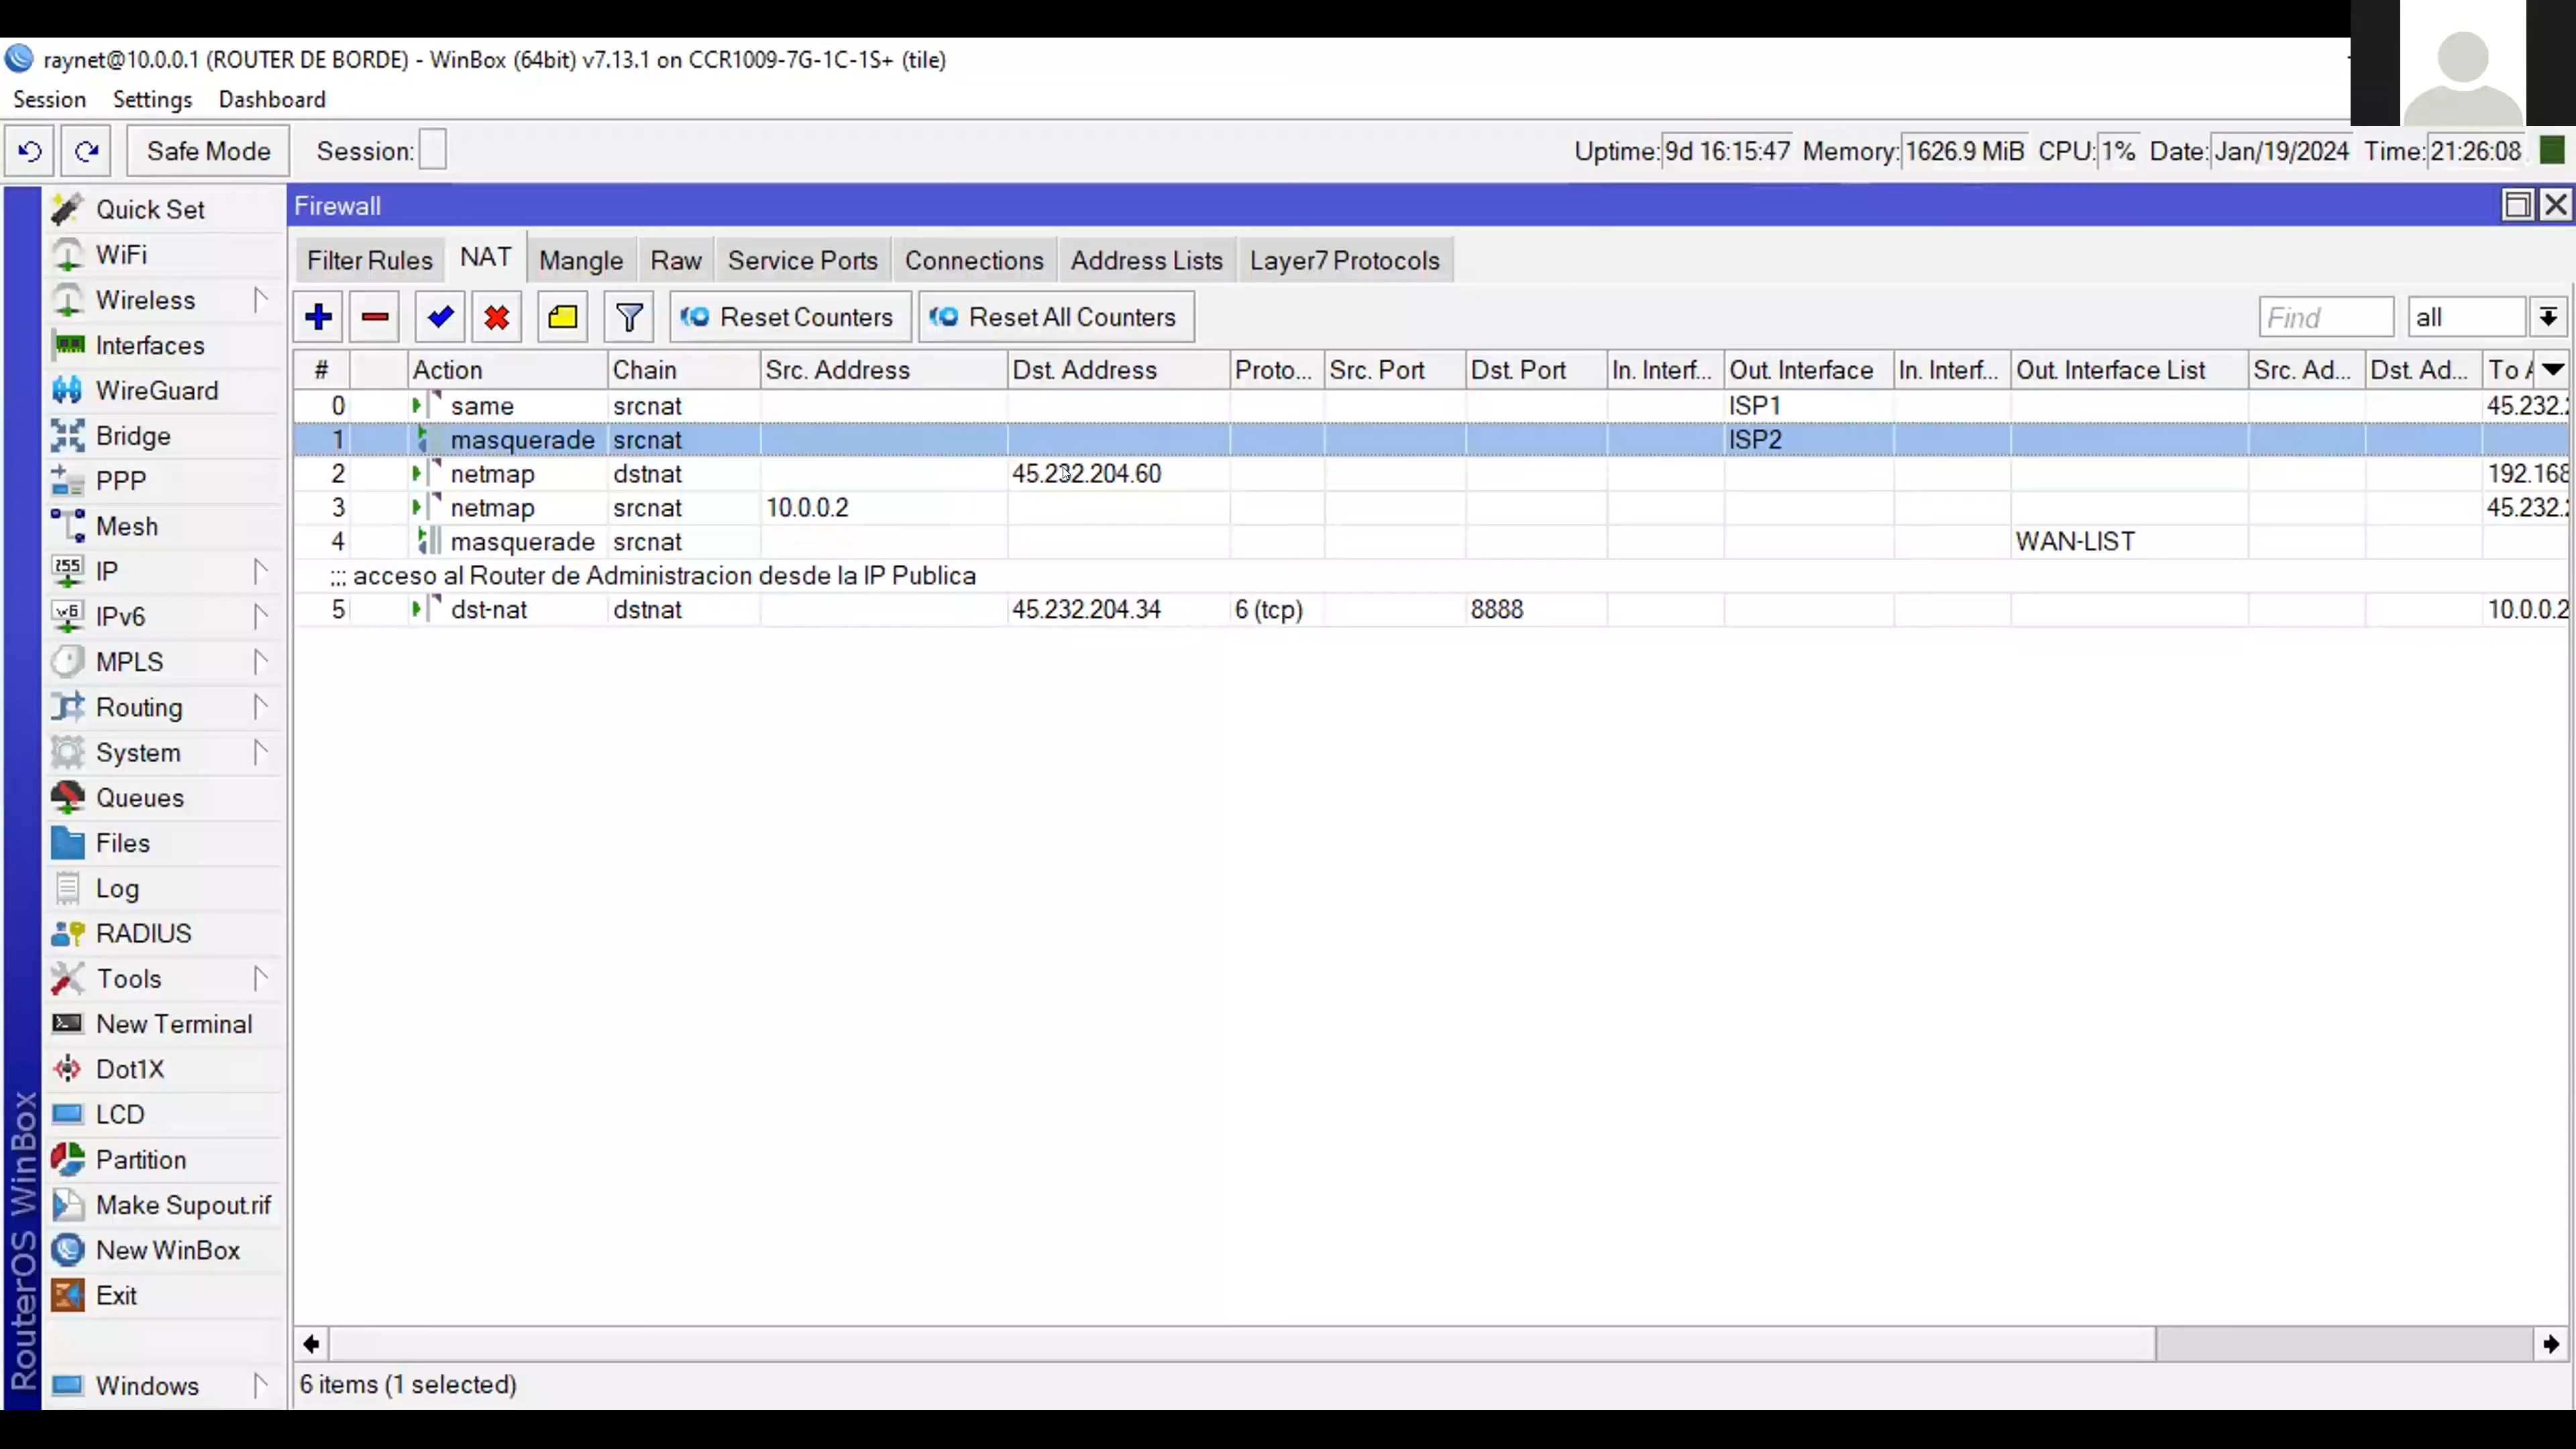 raynet@10.0.0.1 (ROUTER DE BORDE) - WinBox (64bit) v7.13.1 on CCR1009-7G-1C-1S+ (tile)
Session Settings Dashboard
Safe Mode Session: Uptime: 9d 16:15:47 Memory: 1626.9 MiB CPU: 1% Date: Jan/19/2024 Time: 21:26:08
Quick Set
WiFi
Wireless
Interfaces
WireGuard
Bridge
PPP
Mesh
IP
IPv6
MPLS
Routing
System
Queues
Files
Log
RADIUS
Tools
New Terminal
Dot1X
LCD
Partition
Make Supout.rif
New WinBox
Exit
Windows
RouterOS WinBox
Firewall
Filter Rules NAT Mangle Raw Service Ports Connections Address Lists Layer7 Protocols
Reset Counters Reset All Counters Find all
# Action Chain Src. Address Dst. Address Proto... Src. Port Dst. Port In. Interf... Out. Interface In. Interf... Out. Interface List Src. Ad... Dst. Ad... To
0 same srcnat ISP1 45.232.
1 masquerade srcnat ISP2
2 netmap dstnat 45.232.204.60 192.168
3 netmap srcnat 10.0.0.2 45.232.
4 masquerade srcnat WAN-LIST
::: acceso al Router de Administracion desde la IP Publica
5 dst-nat dstnat 45.232.204.34 6 (tcp) 8888 10.0.0.2
6 items (1 selected)